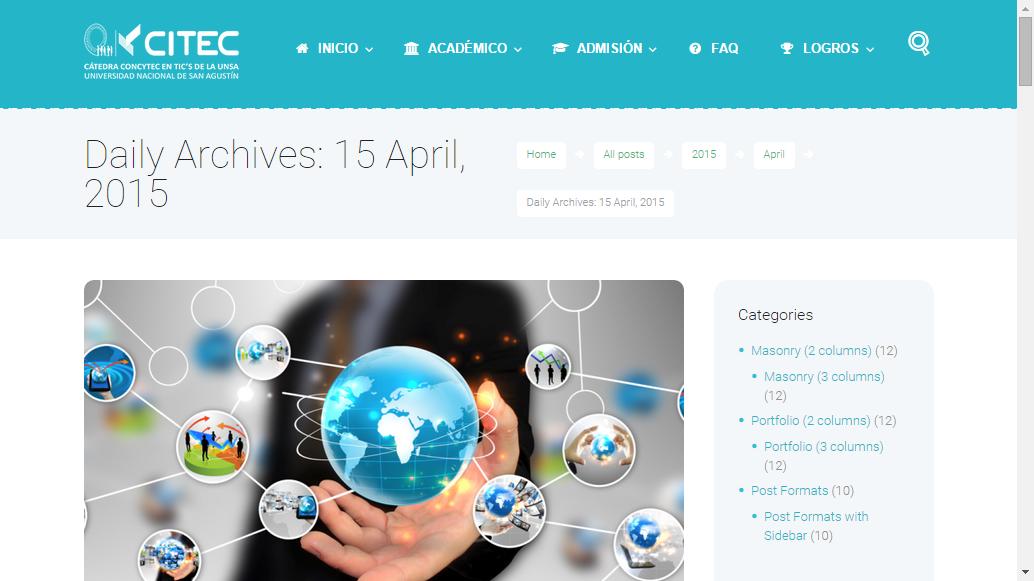 CITEC
CÁTEDRA CONCYTEC EN TIC'S DE LA UNSA
UNIVERSIDAD NACIONAL DE SAN AGUSTÍN
INICIO
ACADÉMICO
ADMISIÓN
FAQ
LOGROS
Daily Archives: 15 April,
2015
Home
All posts
2015
April
Daily Archives: 15 April, 2015
Categories
Masonry (2 columns) (12)
Masonry (3 columns)
(12)
Portfolio (2 columns) (12)
Portfolio (3 columns)
(12)
Post Formats (10)
Post Formats with
Sidebar (10)